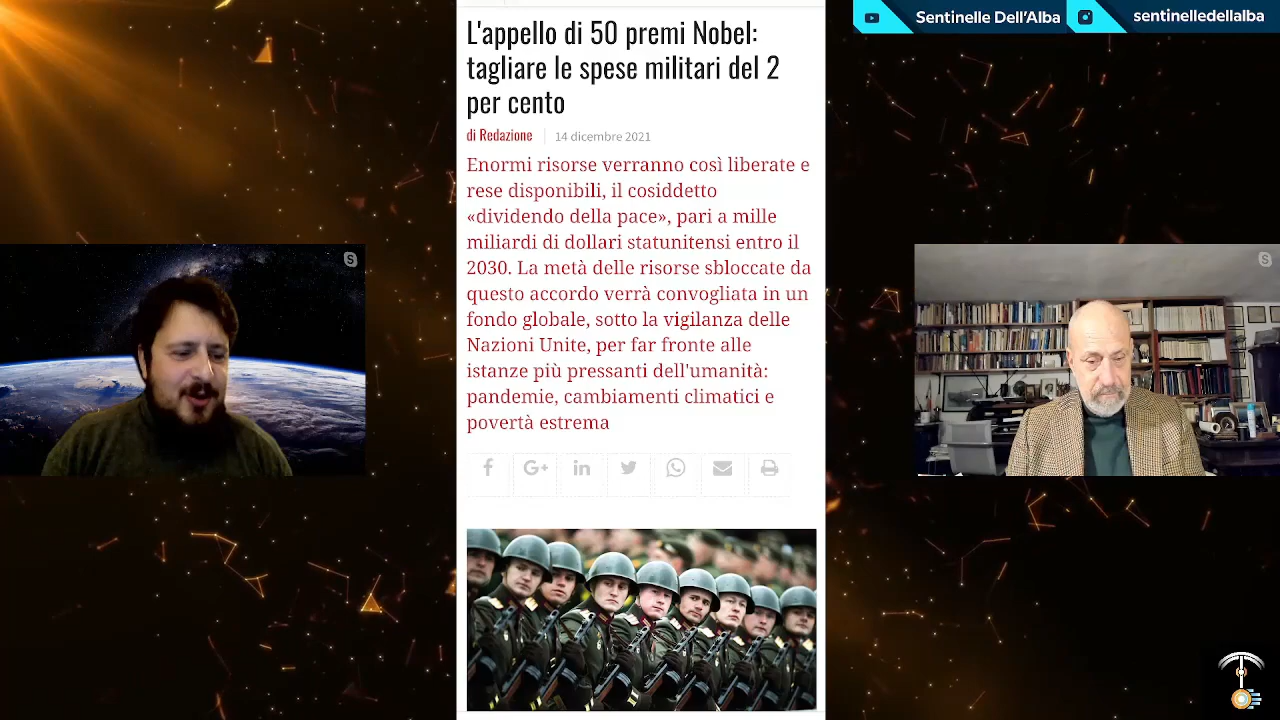 L'appello di 50 premi Nobel:
tagliare le spese militari del 2
per cento
di Redazione
14 dicembre 2021
Enormi risorse verranno così liberate e
rese disponibili, il cosiddetto
«dividendo della pace», pari a mille
miliardi di dollari statunitensi entro il
2030. La metà delle risorse sbloccate da
questo accordo verrà convogliata in un
fondo globale, sotto la vigilanza delle
Nazioni Unite, per far fronte alle
istanze più pressanti dell'umanità:
pandemie, cambiamenti climatici e
povertà estrema
Sentinelle Dell'Alba
sentinelledellalba